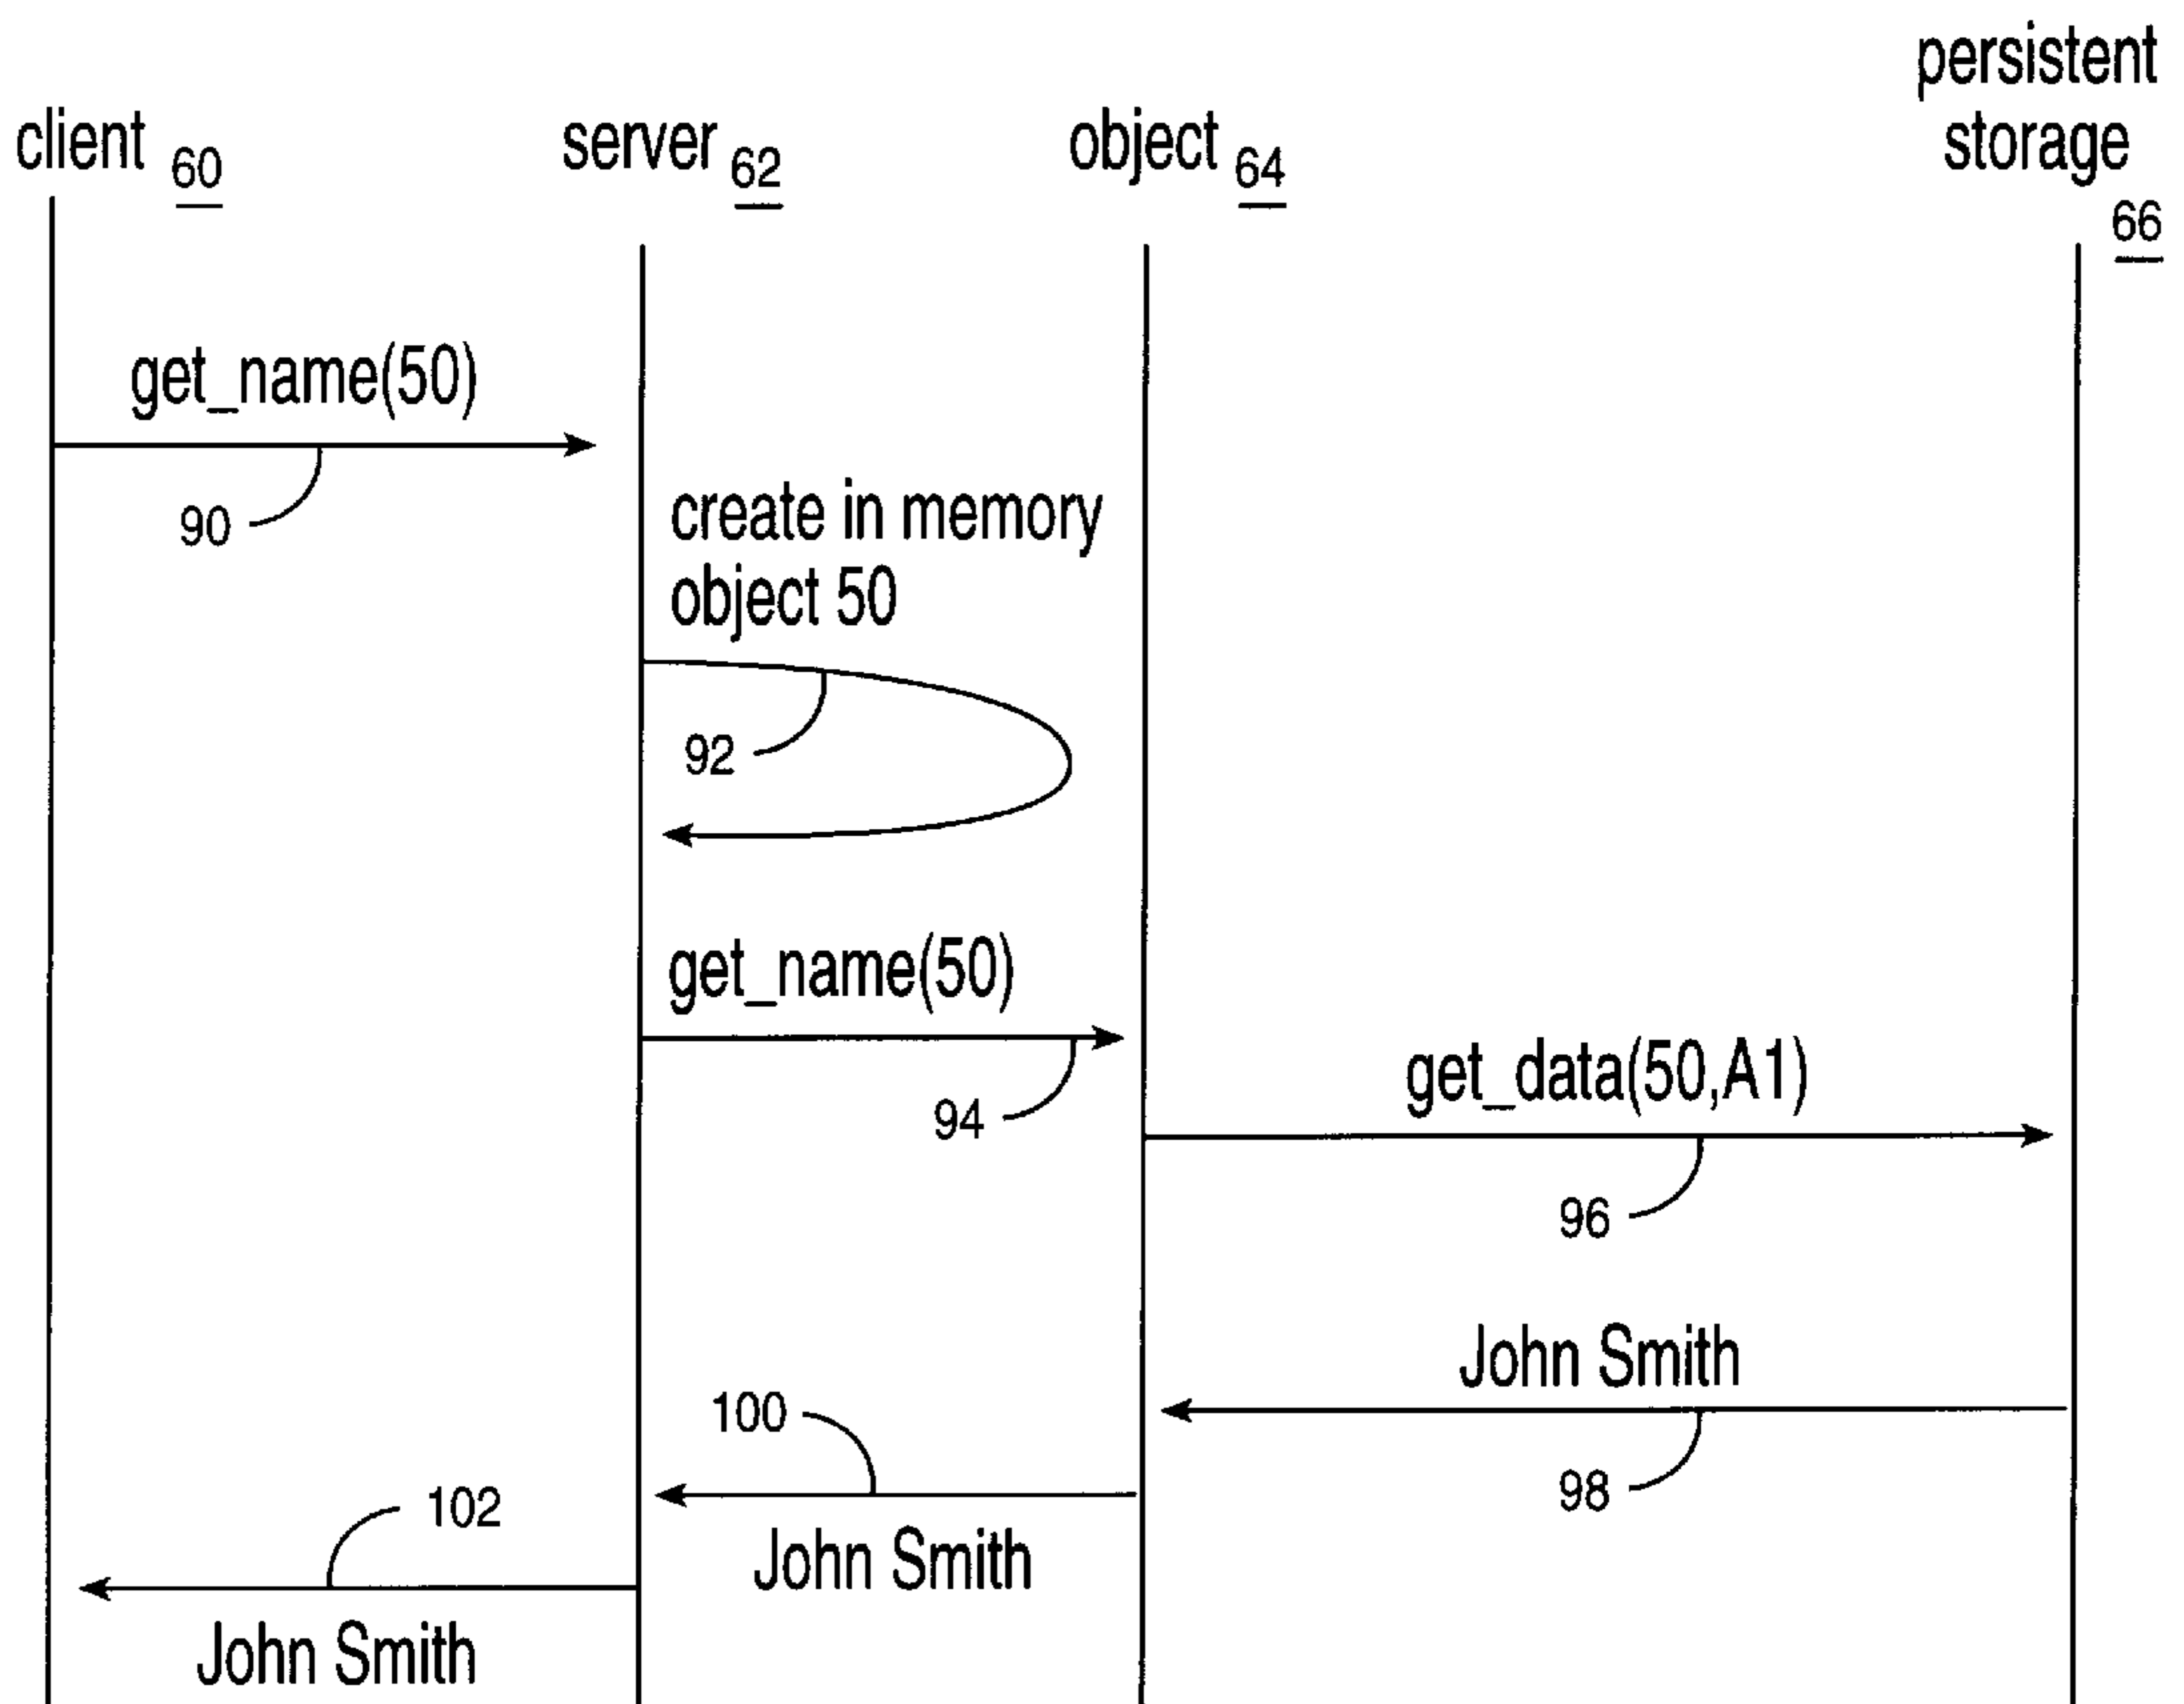 persistent
storage
66
client 60
server 62
object 64
get_name(50)
90
create in memory
object 50
92
get_name(50)
94
get_data(50,A1)
96
John Smith
98
100
John Smith
102
John Smith